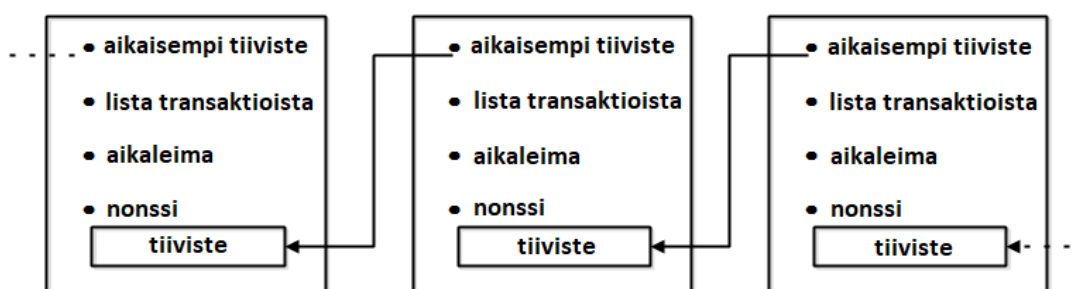 aikaisempi tiiviste
lista transaktioista
aikaleima
nonssi
tiiviste
aikaisempi tiiviste
lista transaktioista
aikaleima
nonssi
tiiviste
aikaisempi tiiviste
lista transaktioista
aikaleima
nonssi
tiiviste